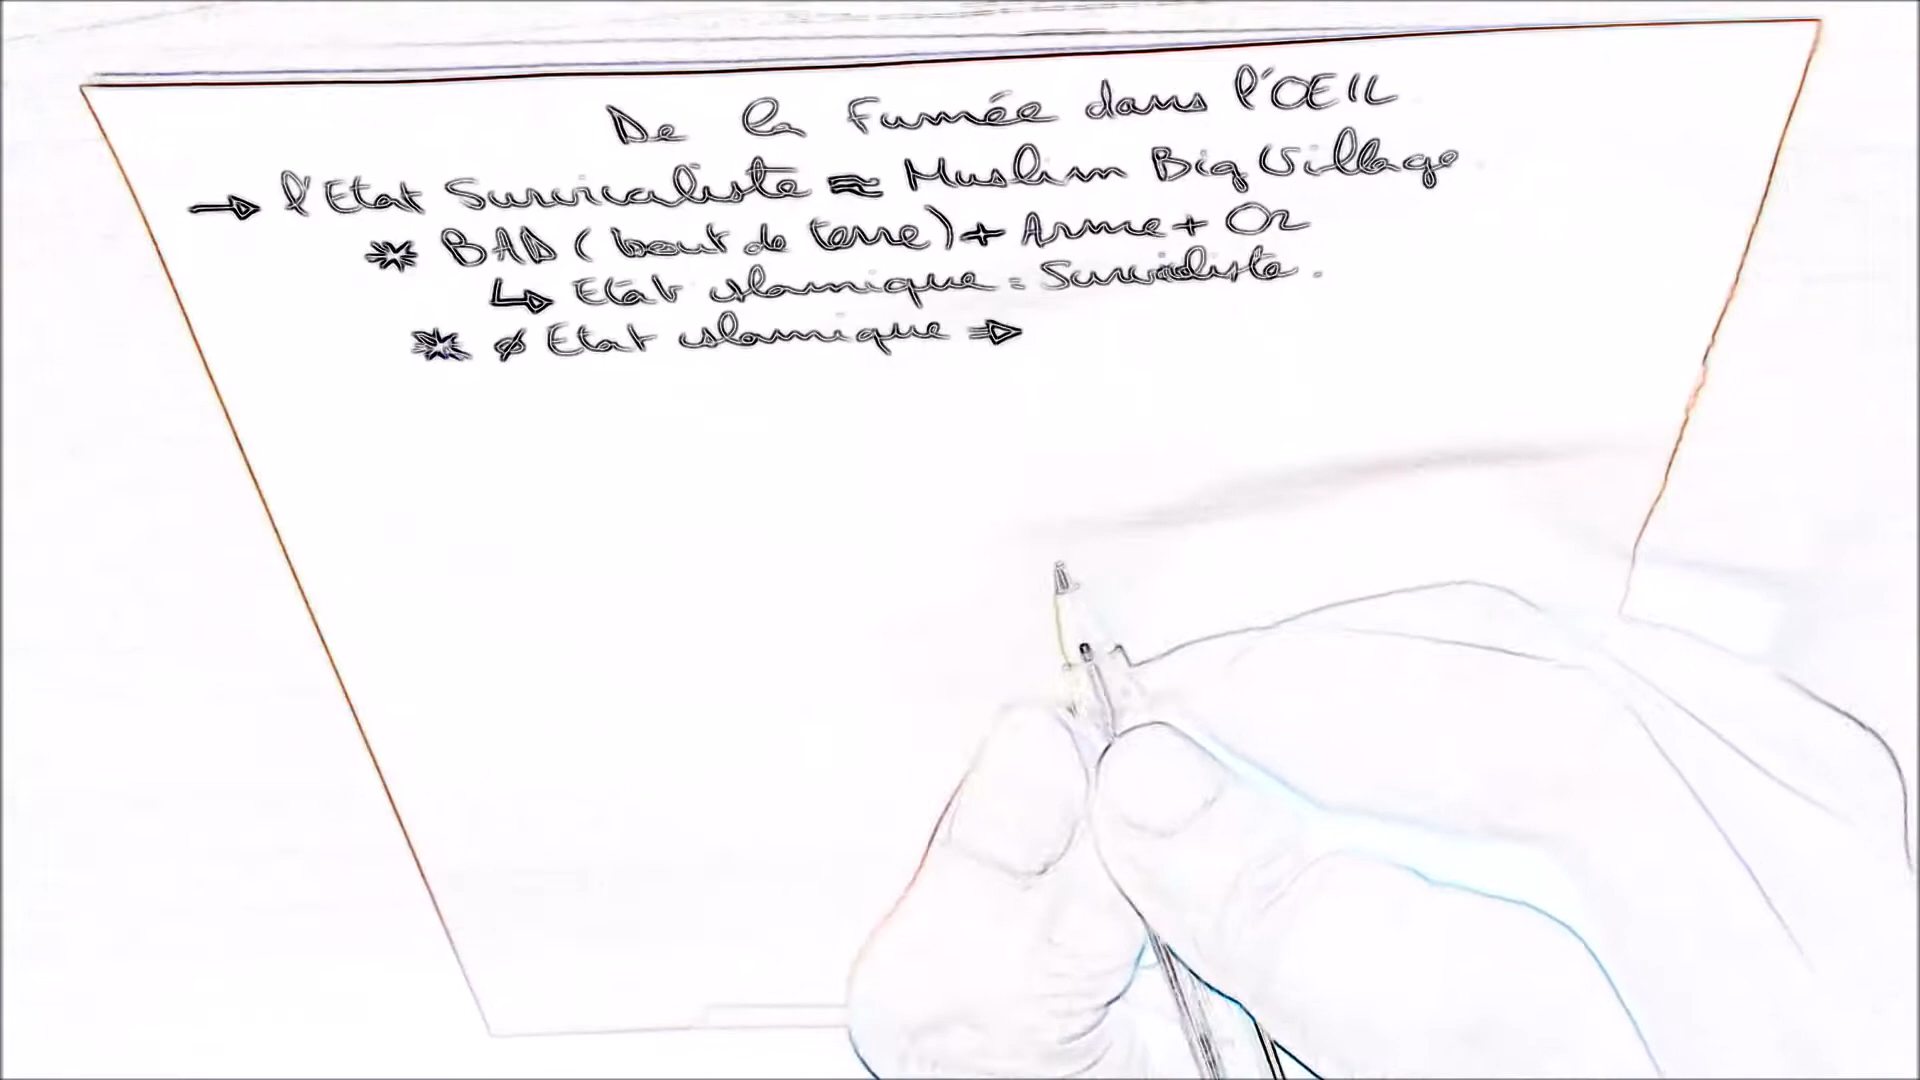 De la Fumée dans l'OEIL
→ l'Etat Survivaliste ≈ Muslim Big Village
* BAD (bout de terre) + Arme + Or
↳ Etat islamique = Survivaliste.
* ∅ Etat islamique ⇒